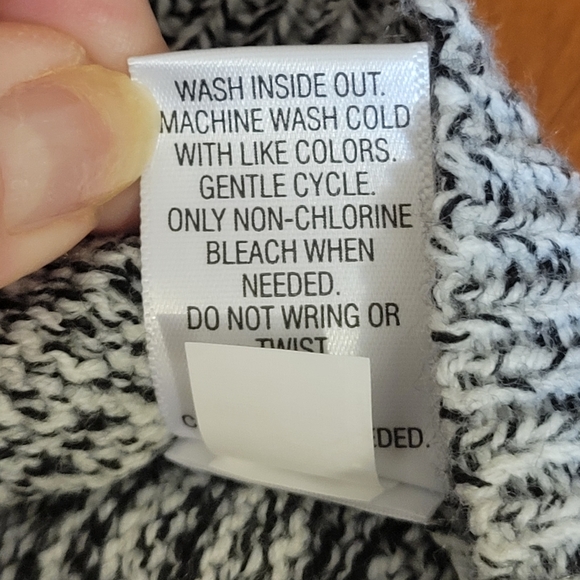 WASH INSIDE OUT.
MACHINE WASH COLD
WITH LIKE COLORS.
GENTLE CYCLE.
ONLY NON-CHLORINE
BLEACH WHEN
NEEDED.
DO NOT WRING OR
TWIST